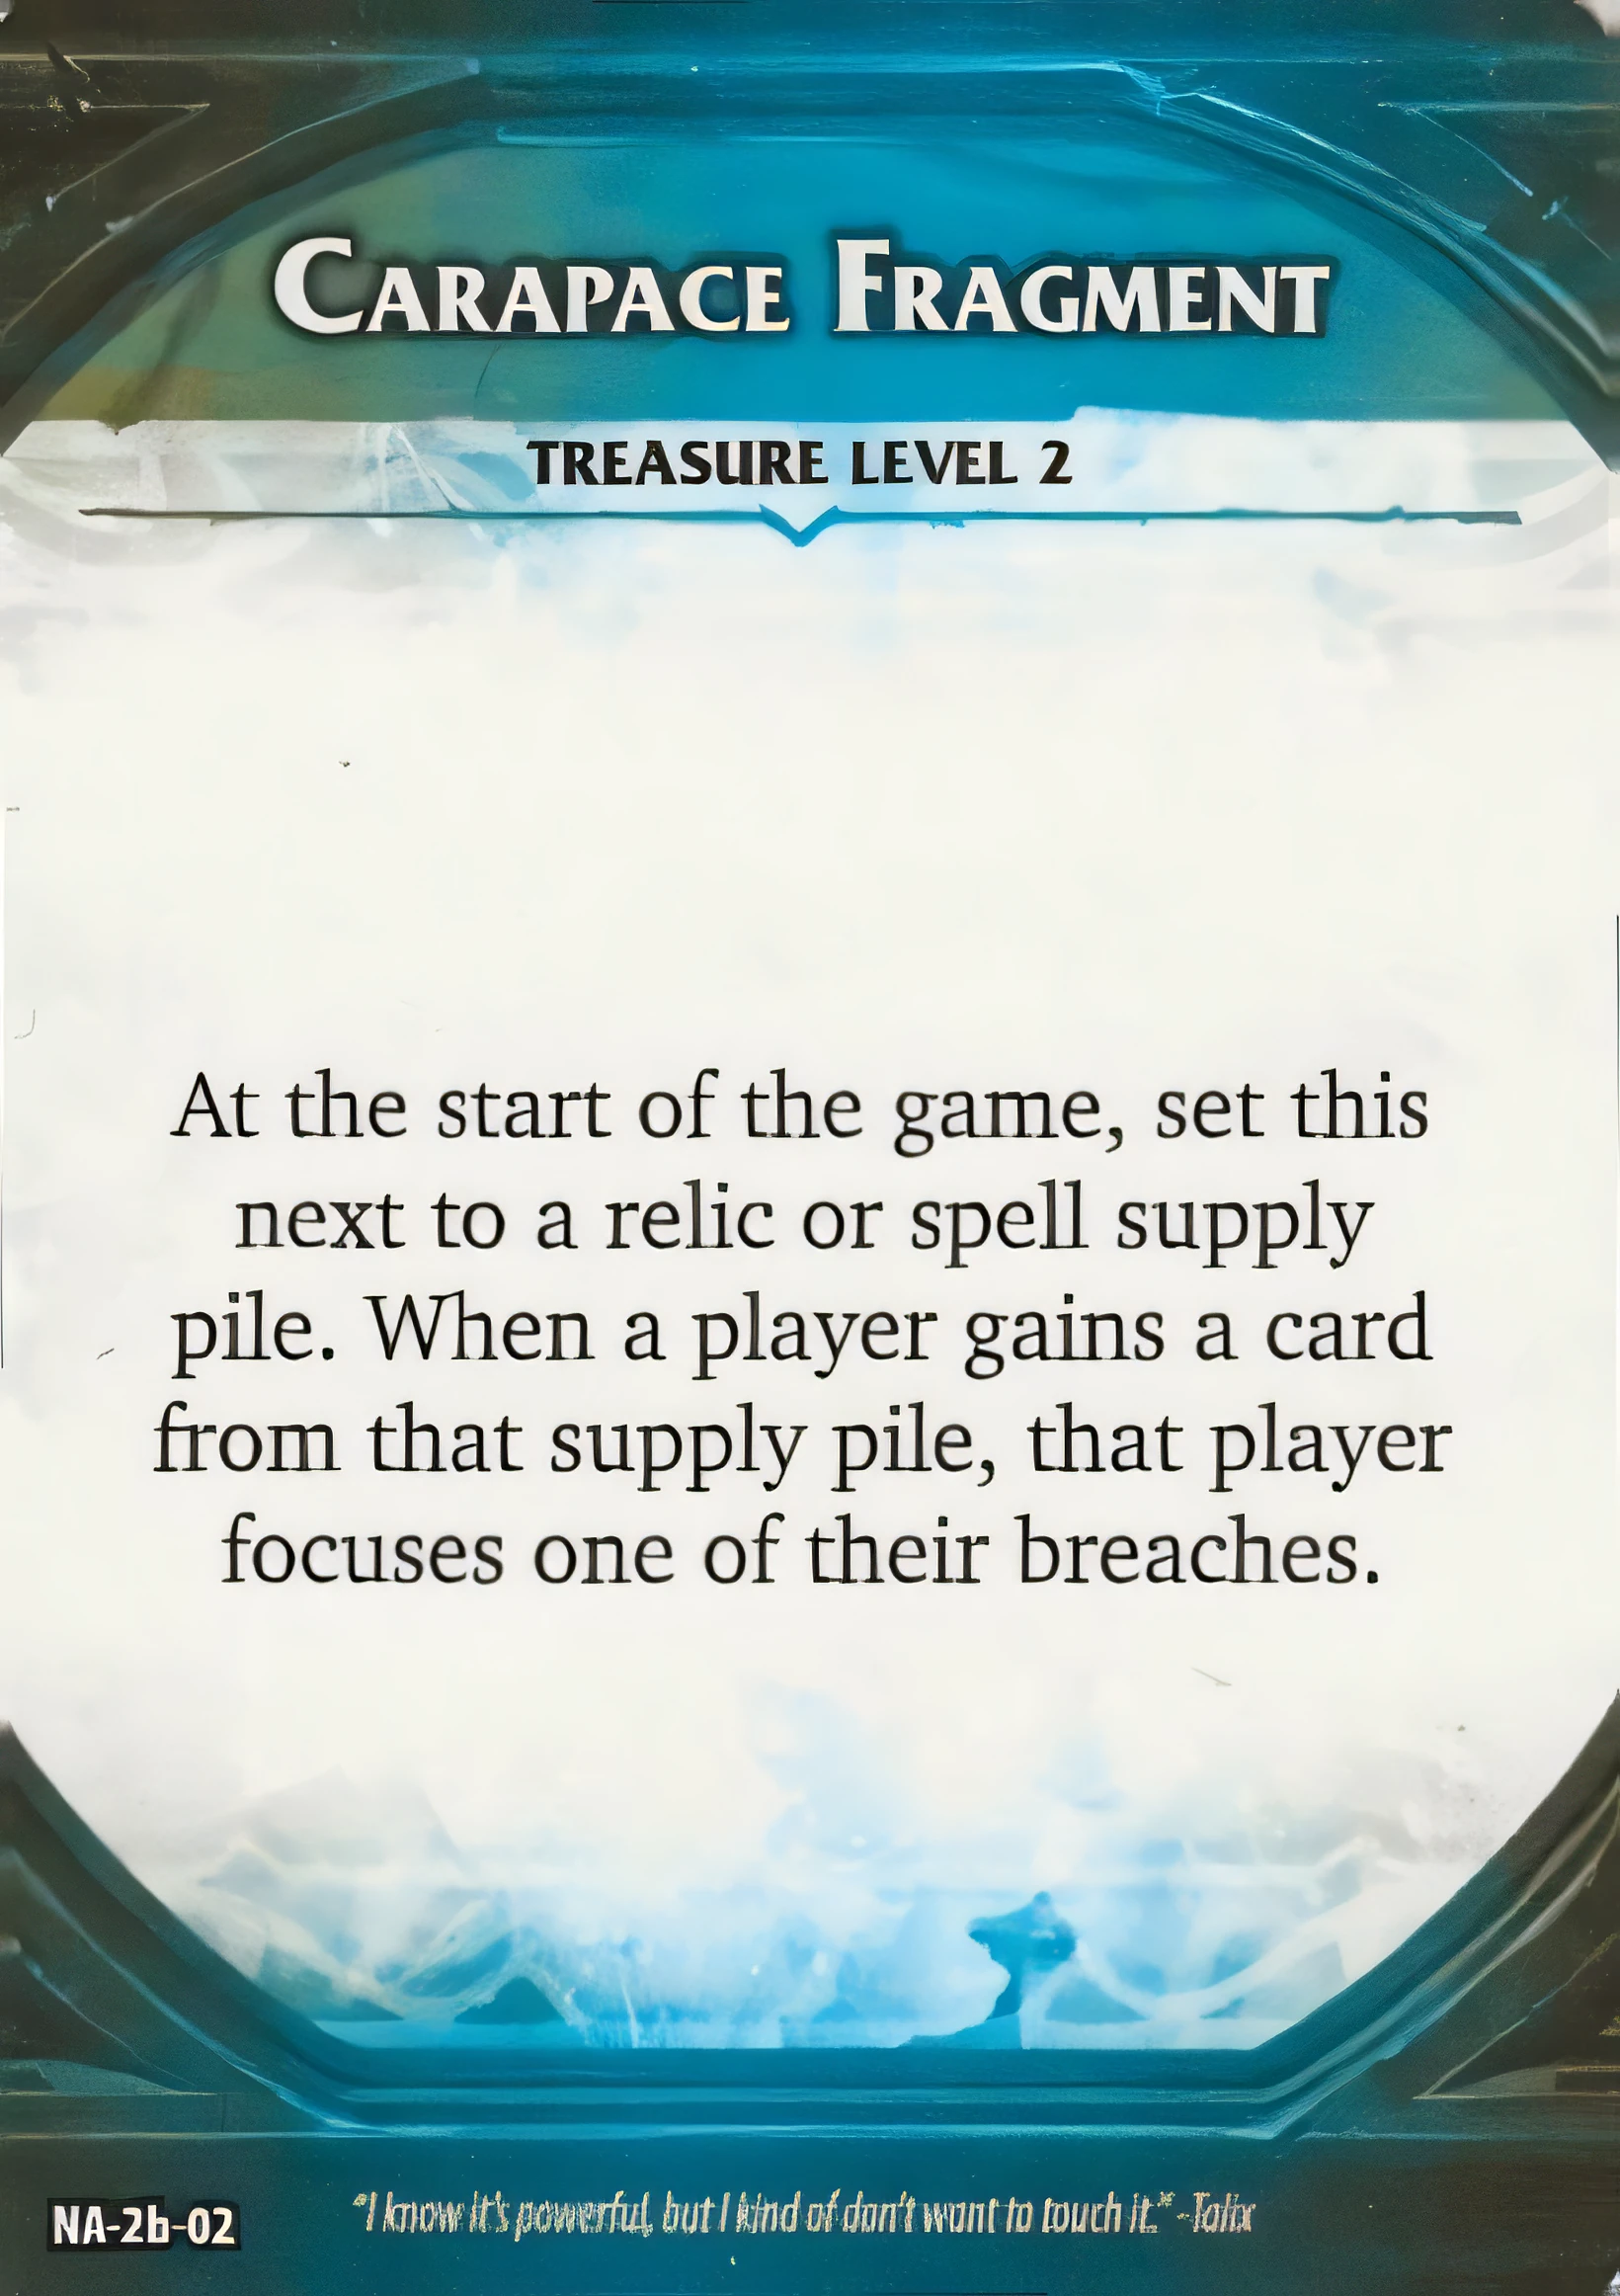 CARAPACE FRAGMENT
TREASURE LEVEL 2
At the start of the game, set this
next to a relic or spell supply
pile. When a player gains a card
from that supply pile, that player
focuses one of their breaches.
NA-2b-02
"I know it's powerful, but I kind of don't want to touch it." -Talix